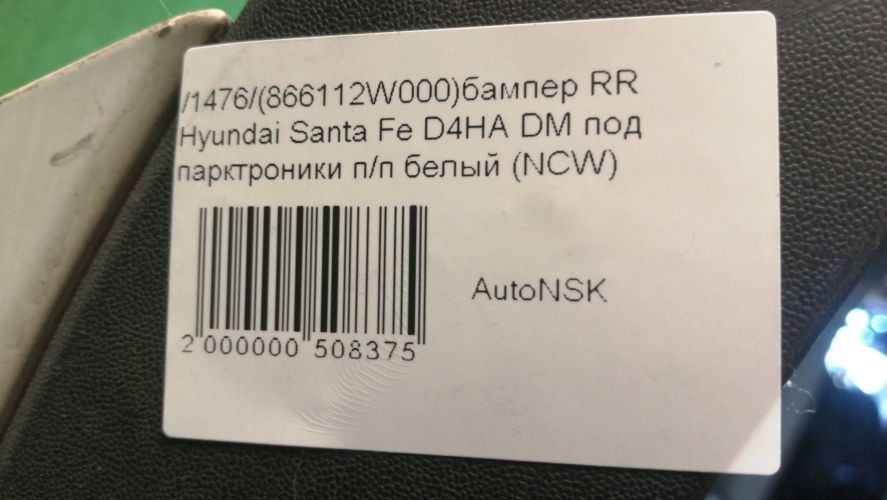 /1476/(866112W000)бампер RR
Hyundai Santa Fe D4HA DM под
парктроники п/п белый (NCW)
AutoNSK
2 000000 508375